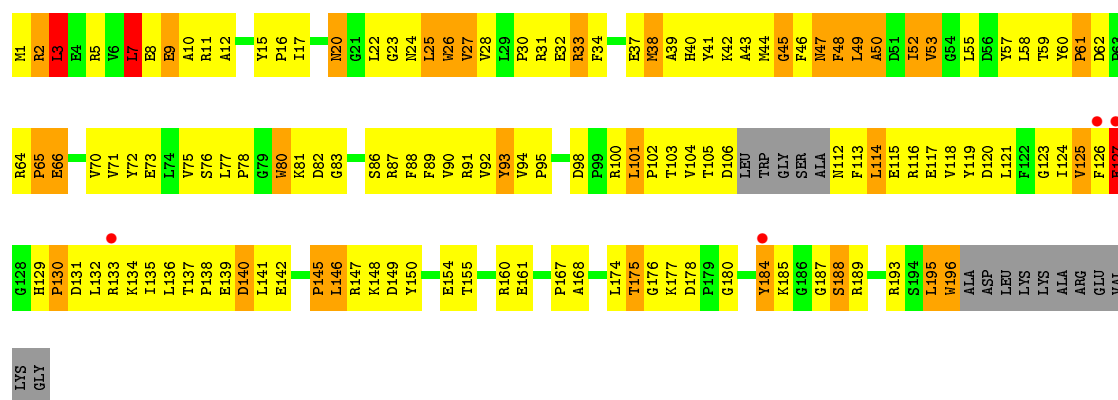 M1 R2 L3 E4 R5 V6 L7 E8 E9 A10 R11 A12 Y15 P16 I17 N20 G21 L22 G23 N24 L25 W26 V27 V28 L29 P30 R31 E32 R33 F34 E37 M38 A39 H40 Y41 K42 A43 M44 G45 F46 N47 F48 L49 A50 D51 I52 V53 G54 L55 D56 Y57 L58 T59 Y60 P61 D62 P63
R64 P65 E66 V70 V71 Y72 E73 L74 V75 S76 L77 P78 G79 W80 K81 D82 G83 S86 R87 F88 F89 V90 R91 V92 Y93 V94 P95 D98 P99 R100 L101 P102 T103 V104 T105 D106 LEU TRP GLY SER ALA N112 F113 L114 E115 R116 E117 V118 Y119 D120 L121 F122 G123 I124 V125 F126 E127
G128 H129 P130 D131 L132 R133 K134 I135 L136 T137 P138 E139 D140 L141 E142 P145 L146 R147 K148 D149 Y150 E154 T155 R160 E161 P167 A168 L174 T175 G176 K177 D178 P179 G180 Y184 K185 G186 G187 S188 R189 R193 S194 L195 W196 ALA ASP LEU LYS LYS ALA ARG GLU VAL
LYS GLY